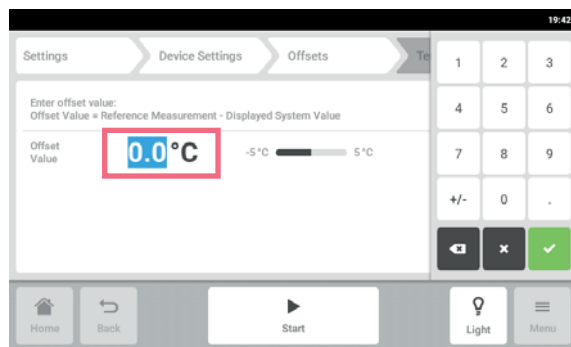 19:42
Settings Device Settings Offsets Te
Enter offset value:
Offset Value = Reference Measurement - Displayed System Value
Offset
Value
0.0 °C
-5 °C 5 °C
1 2 3
4 5 6
7 8 9
+/- 0 .
Home Back Start Light Menu